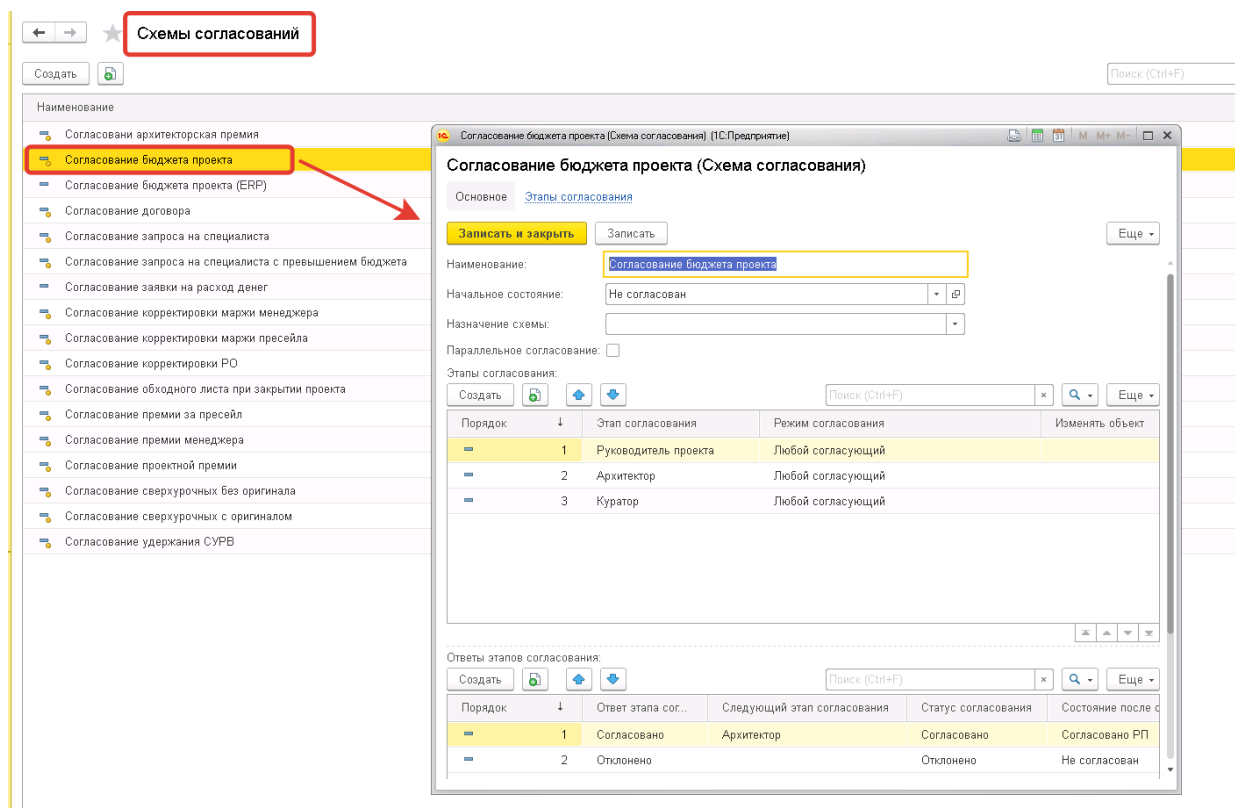 Схемы согласований
Создать
Поиск (Ctrl+F)
Наименование
Согласовани архитекторская премия
Согласование бюджета проекта
Согласование бюджета проекта (ERP)
Согласование договора
Согласование запроса на специалиста
Согласование запроса на специалиста с превышением бюджета
Согласование заявки на расход денег
Согласование корректировки маржи менеджера
Согласование корректировки маржи пресейла
Согласование корректировки РО
Согласование обходного листа при закрытии проекта
Согласование премии за пресейл
Согласование премии менеджера
Согласование проектной премии
Согласование сверхурочных без оригинала
Согласование сверхурочных с оригиналом
Согласование удержания СУРВ
1С Согласование бюджета проекта (Схема согласования) (1С:Предприятие) 31 M M+ M-
Согласование бюджета проекта (Схема согласования)
Основное Этапы согласования
Записать и закрыть Записать Еще
Наименование: Согласование бюджета проекта
Начальное состояние: Не согласован
Назначение схемы:
Параллельное согласование:
Этапы согласования:
Создать Поиск (Ctrl+F) × Еще
Порядок ↓ Этап согласования Режим согласования Изменять объект
1 Руководитель проекта Любой согласующий
2 Архитектор Любой согласующий
3 Куратор Любой согласующий
Ответы этапов согласования:
Создать Поиск (Ctrl+F) × Еще
Порядок ↓ Ответ этапа сог... Следующий этап согласования Статус согласования Состояние после с
1 Согласовано Архитектор Согласовано Согласовано РП
2 Отклонено Отклонено Не согласован